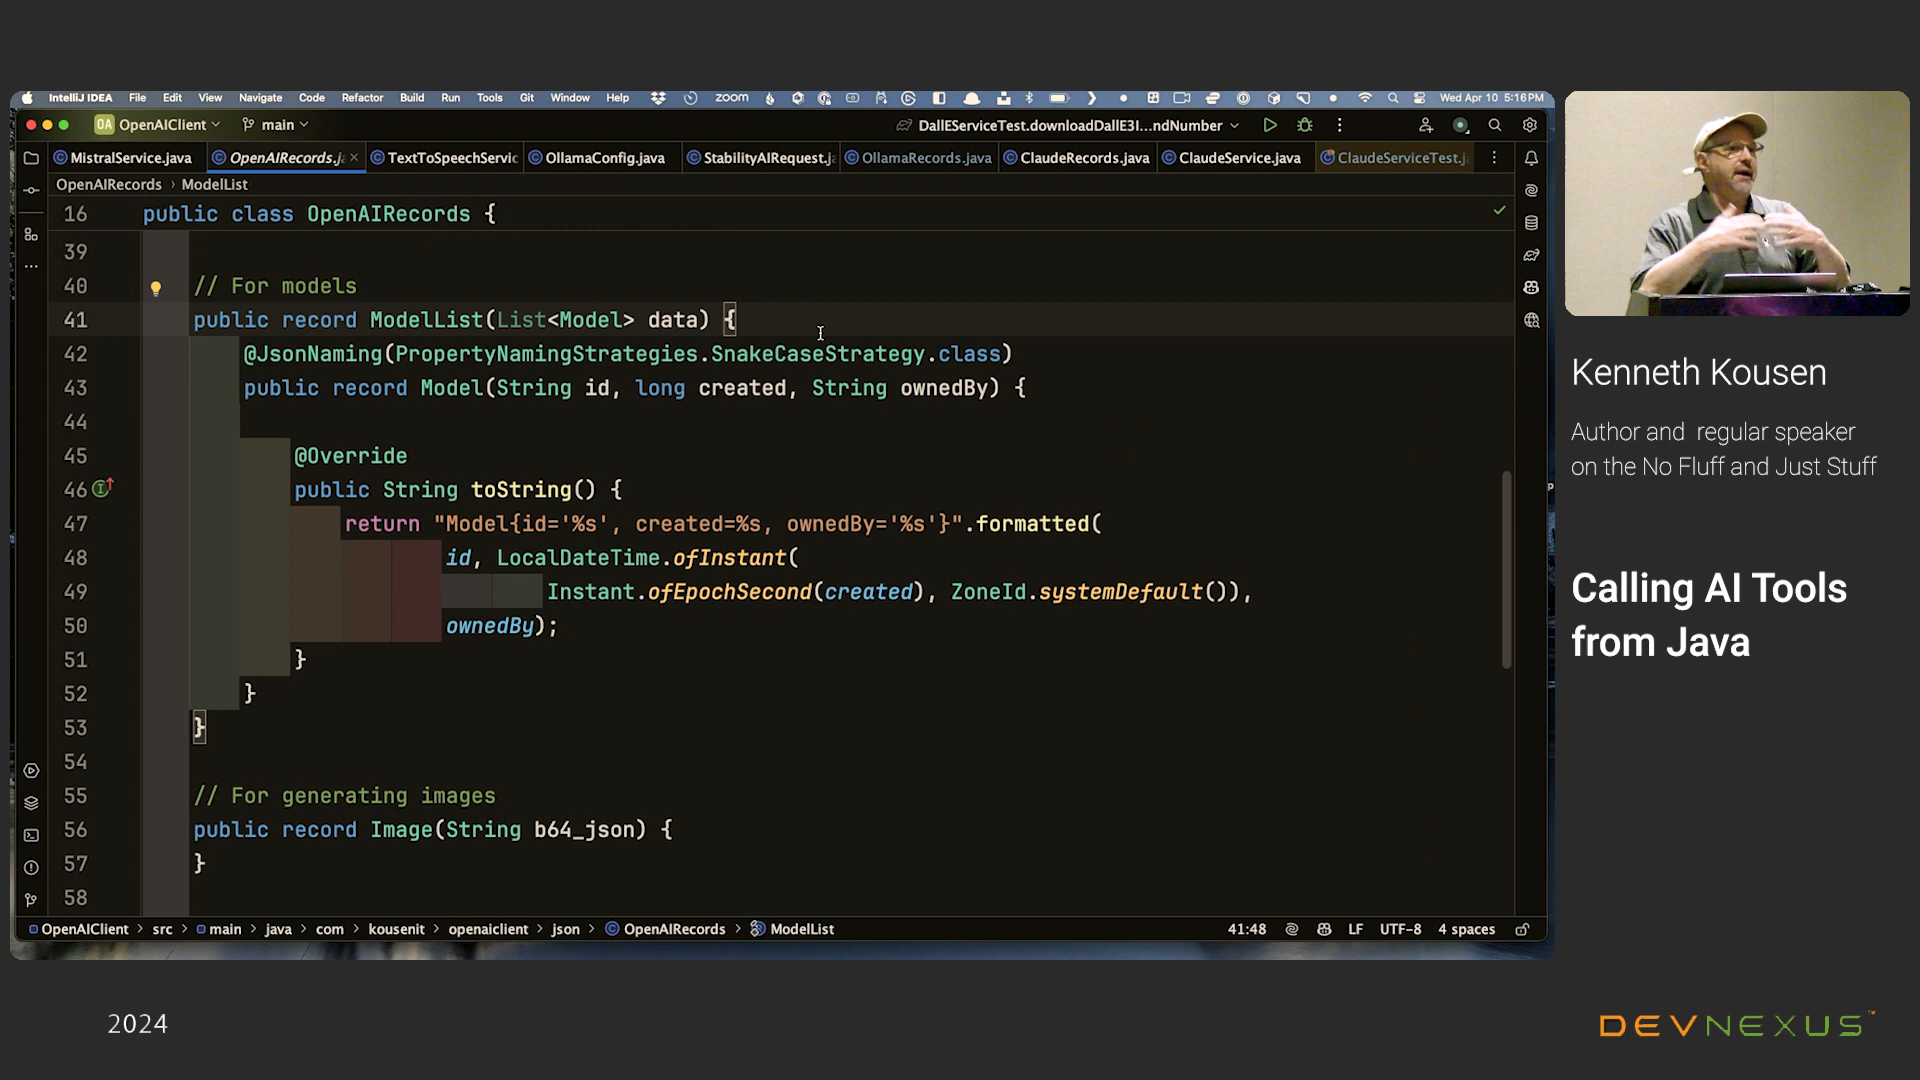 IntelliJ IDEA File Edit View Navigate Code Refactor Build Run Tools Git Window Help zoom Wed Apr 10 5:16PM
OA OpenAIClient main DallEServiceTest.downloadDallE3I...ndNumber
MistralService.java OpenAIRecords.j TextToSpeechServic OllamaConfig.java StabilityAIRequest.j OllamaRecords.java ClaudeRecords.java ClaudeService.java ClaudeServiceTest.j
OpenAIRecords › ModelList
16 public class OpenAIRecords {
39
40 // For models
41 public record ModelList(List<Model> data) {
42 @JsonNaming(PropertyNamingStrategies.SnakeCaseStrategy.class)
43 public record Model(String id, long created, String ownedBy) {
44
45 @Override
46 public String toString() {
47 return "Model{id='%s', created=%s, ownedBy='%s'}".formatted(
48 id, LocalDateTime.ofInstant(
49 Instant.ofEpochSecond(created), ZoneId.systemDefault()),
50 ownedBy);
51 }
52 }
53 }
54
55 // For generating images
56 public record Image(String b64_json) {
57 }
58
OpenAIClient › src › main › java › com › kousenit › openaiclient › json › OpenAIRecords › ModelList 41:48 LF UTF-8 4 spaces
Kenneth Kousen
Author and regular speaker
on the No Fluff and Just Stuff
Calling AI Tools
from Java
2024
DEVNEXUS™